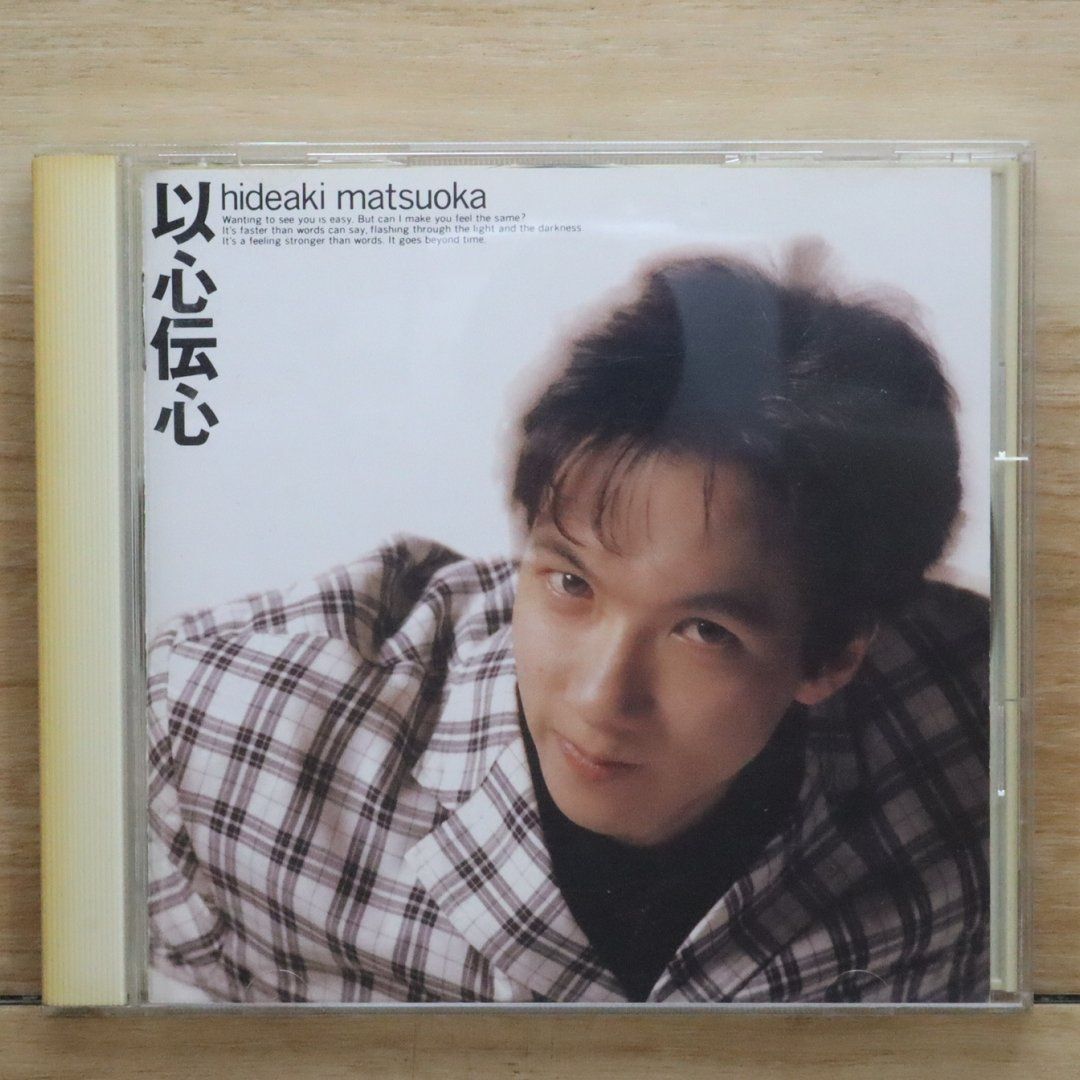 以心伝心
hideaki matsuoka
Wanting to see you is easy. But can I make you feel the same?
It's faster than words can say, flashing through the light and the darkness.
It's a feeling stronger than words. It goes beyond time.